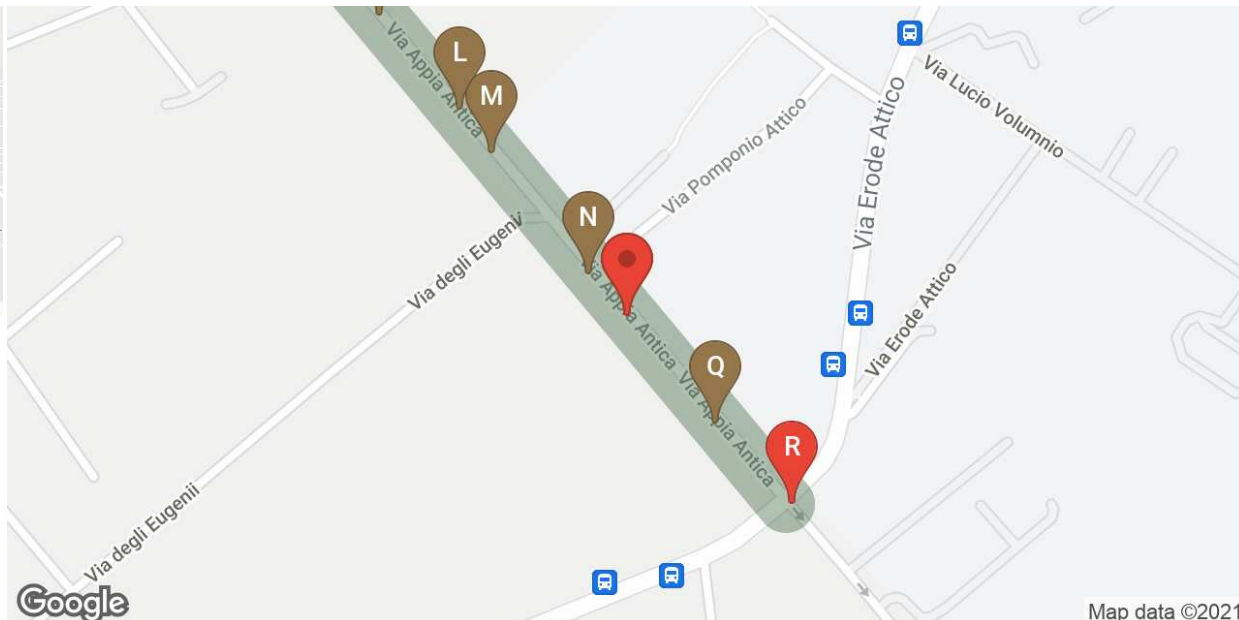 Via Appia Antica
L
M
Via Lucio Volumnio
Via Pomponio Attico
Via Erode Attico
Via degli Eugenii
N
Via Appia Antica
Via Erode Attico
Q
Via Appia Antica
R
Via degli Eugenii
Google
Map data ©2021